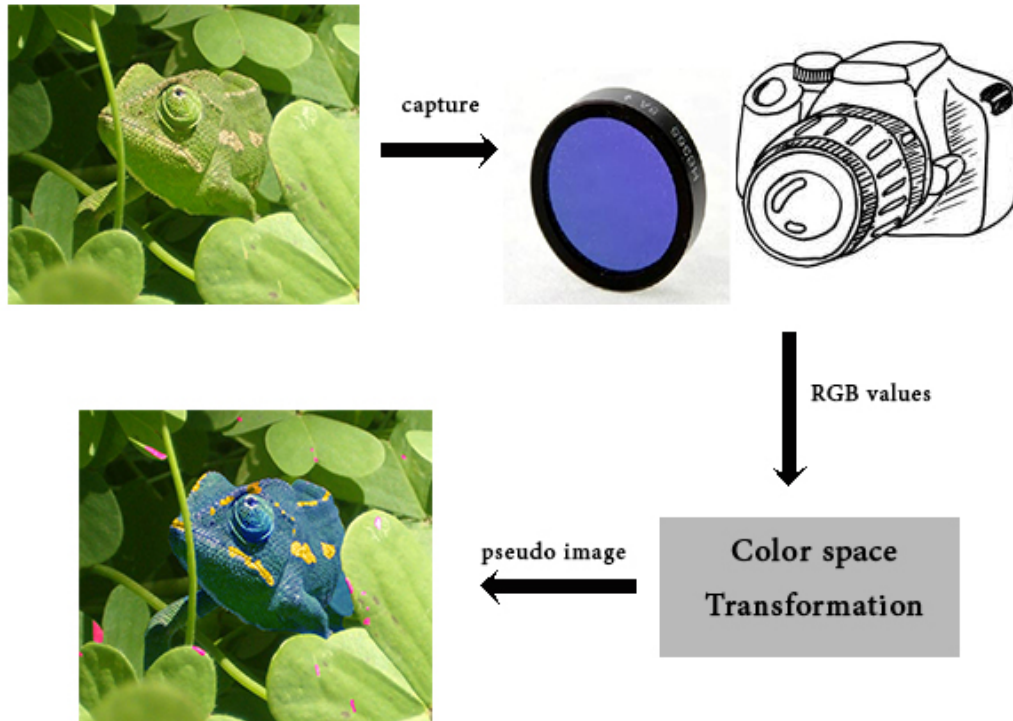 capture
RGB values
Color space
Transformation
pseudo image